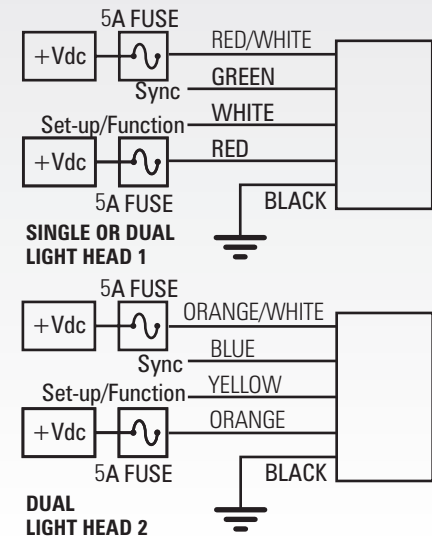 5A FUSE
+Vdc
RED/WHITE
Sync
GREEN
Set-up/Function
WHITE
+Vdc
RED
5A FUSE
BLACK
SINGLE OR DUAL
LIGHT HEAD 1
5A FUSE
+Vdc
ORANGE/WHITE
Sync
BLUE
Set-up/Function
YELLOW
+Vdc
ORANGE
5A FUSE
BLACK
DUAL
LIGHT HEAD 2